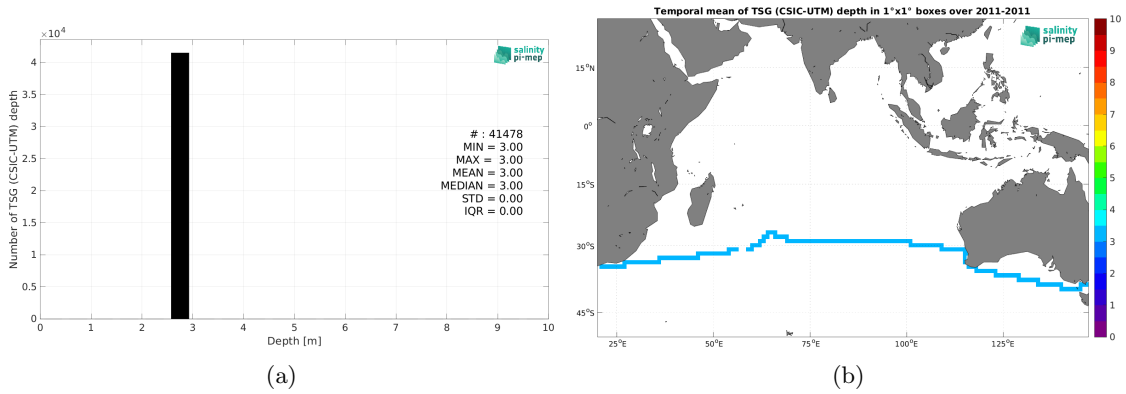 ×10⁴
4
3.5
3
2.5
2
1.5
1
0.5
0
0 1 2 3 4 5 6 7 8 9 10
Number of TSG (CSIC-UTM) depth
Depth [m]
salinity
pi-mep
# : 41478
MIN = 3.00
MAX = 3.00
MEAN = 3.00
MEDIAN = 3.00
STD = 0.00
IQR = 0.00
(a)
Temporal mean of TSG (CSIC-UTM) depth in 1°x1° boxes over 2011-2011
salinity
pi-mep
15°N
0°
15°S
30°S
45°S
25°E 50°E 75°E 100°E 125°E
10
9
8
7
6
5
4
3
2
1
0
(b)